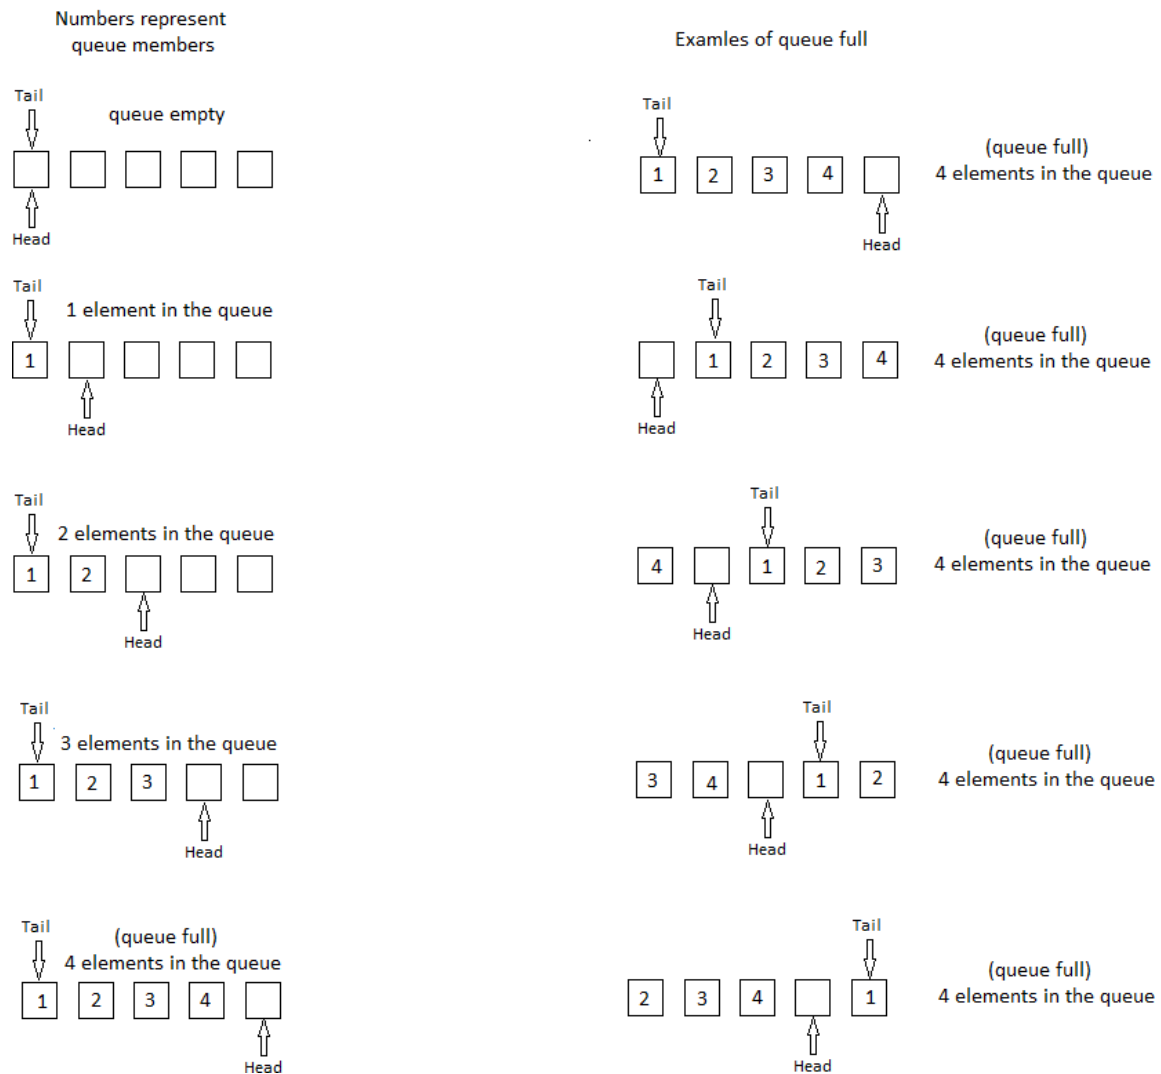 Numbers represent
queue members
Tail
queue empty
Head
Tail
1 element in the queue
1
Head
Tail
2 elements in the queue
1 2
Head
Tail
3 elements in the queue
1 2 3
Head
Tail
(queue full)
4 elements in the queue
1 2 3 4
Head
Examles of queue full
Tail
(queue full)
1 2 3 4
4 elements in the queue
Head
Tail
(queue full)
1 2 3 4
4 elements in the queue
Head
Tail
(queue full)
4 1 2 3
4 elements in the queue
Head
Tail
(queue full)
3 4 1 2
4 elements in the queue
Head
Tail
(queue full)
2 3 4 1
4 elements in the queue
Head